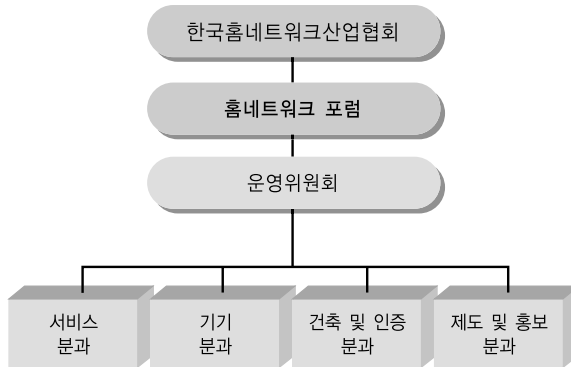 한국홈네트워크산업협회
홈네트워크 포럼
운영위원회
서비스
분과
기기
분과
건축 및 인증
분과
제도 및 홍보
분과